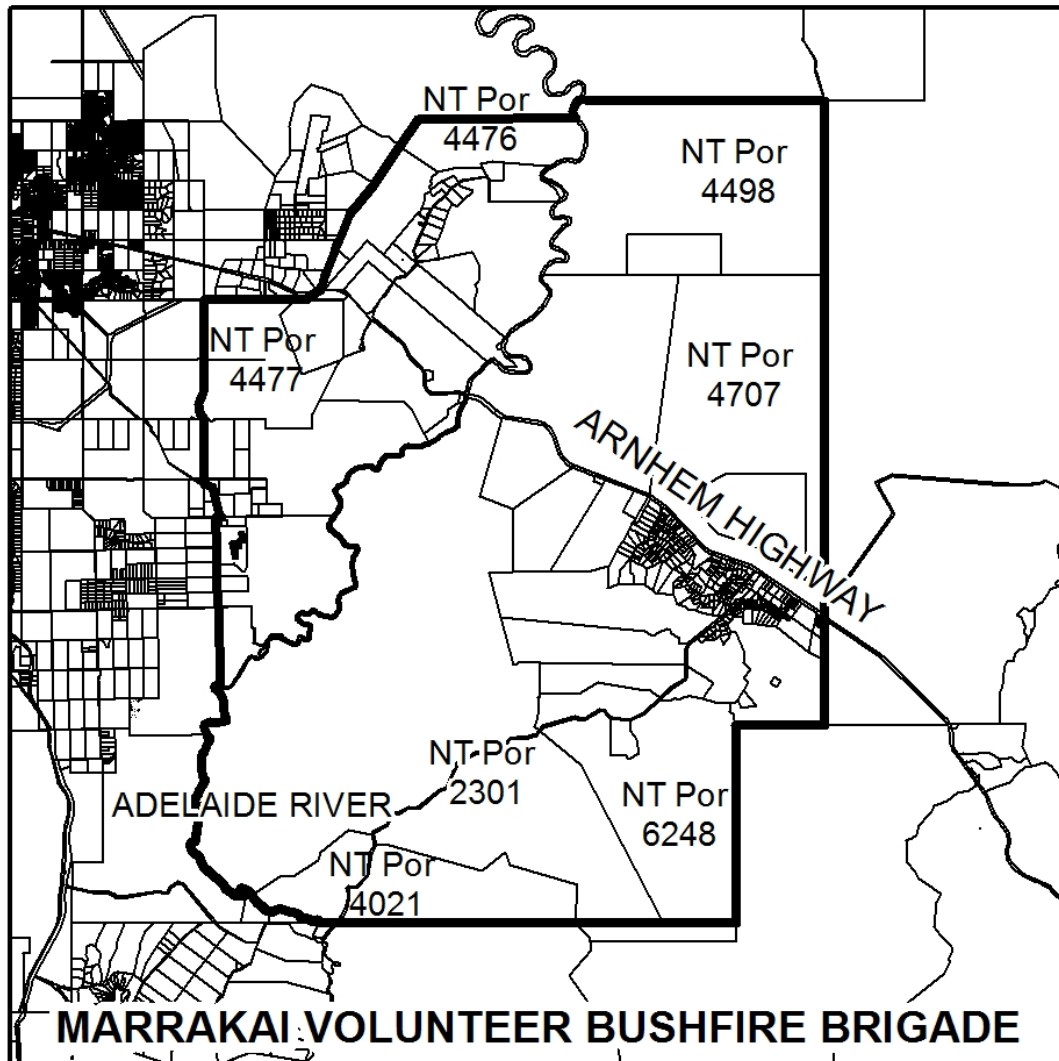 NT Por
4476
NT Por
4498
NT Por
4477
NT Por
4707
ARNHEM HIGHWAY
NT Por
2301
ADELAIDE RIVER
NT Por
6248
NT Por
4021
MARRAKAI VOLUNTEER BUSHFIRE BRIGADE